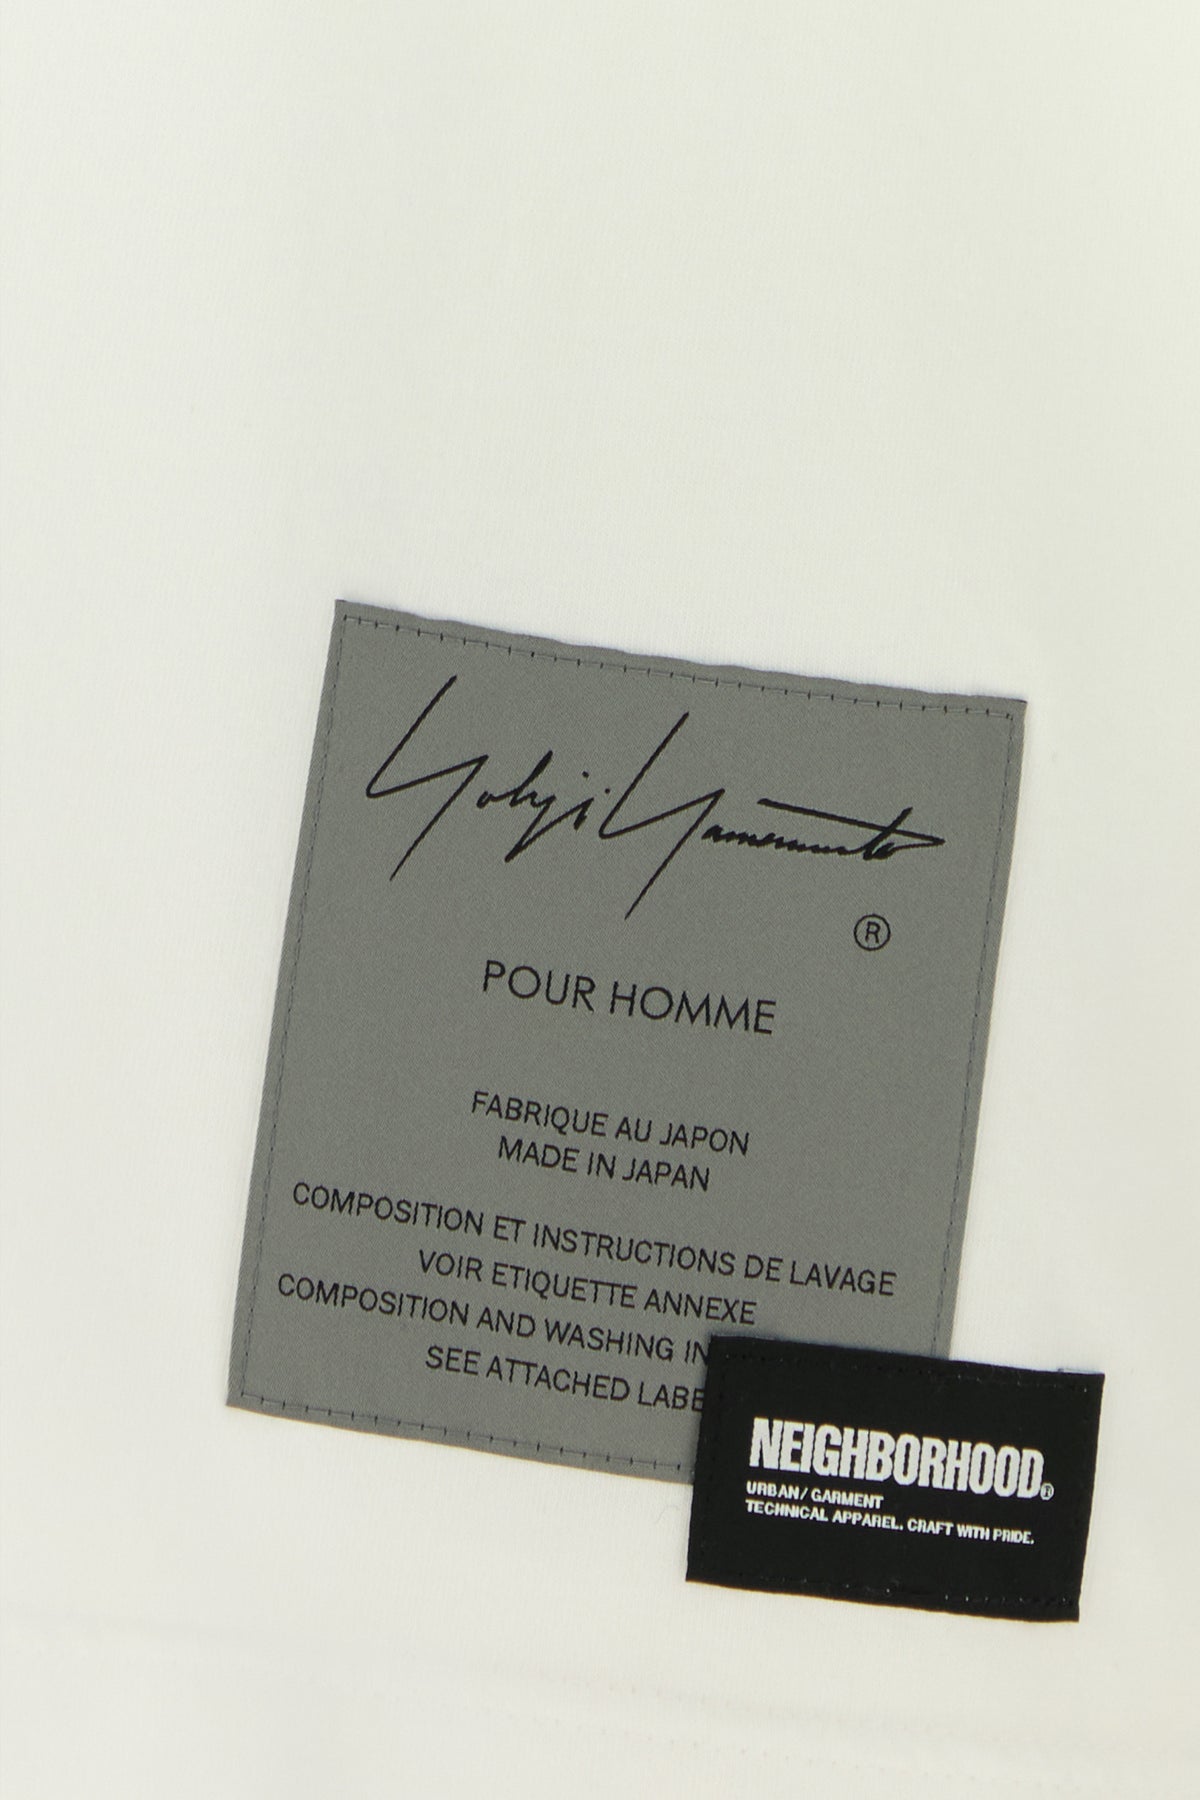 Yohji Yamamoto
®
POUR HOMME
FABRIQUE AU JAPON
MADE IN JAPAN
COMPOSITION ET INSTRUCTIONS DE LAVAGE
VOIR ETIQUETTE ANNEXE
COMPOSITION AND WASHING IN
SEE ATTACHED LABE
NEIGHBORHOOD®
URBAN / GARMENT
TECHNICAL APPAREL. CRAFT WITH PRIDE.